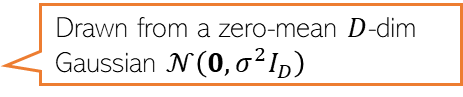 Drawn from a zero-mean 𝐷-dim
Gaussian 𝒩(𝟎, 𝜎²𝐼_𝐷)